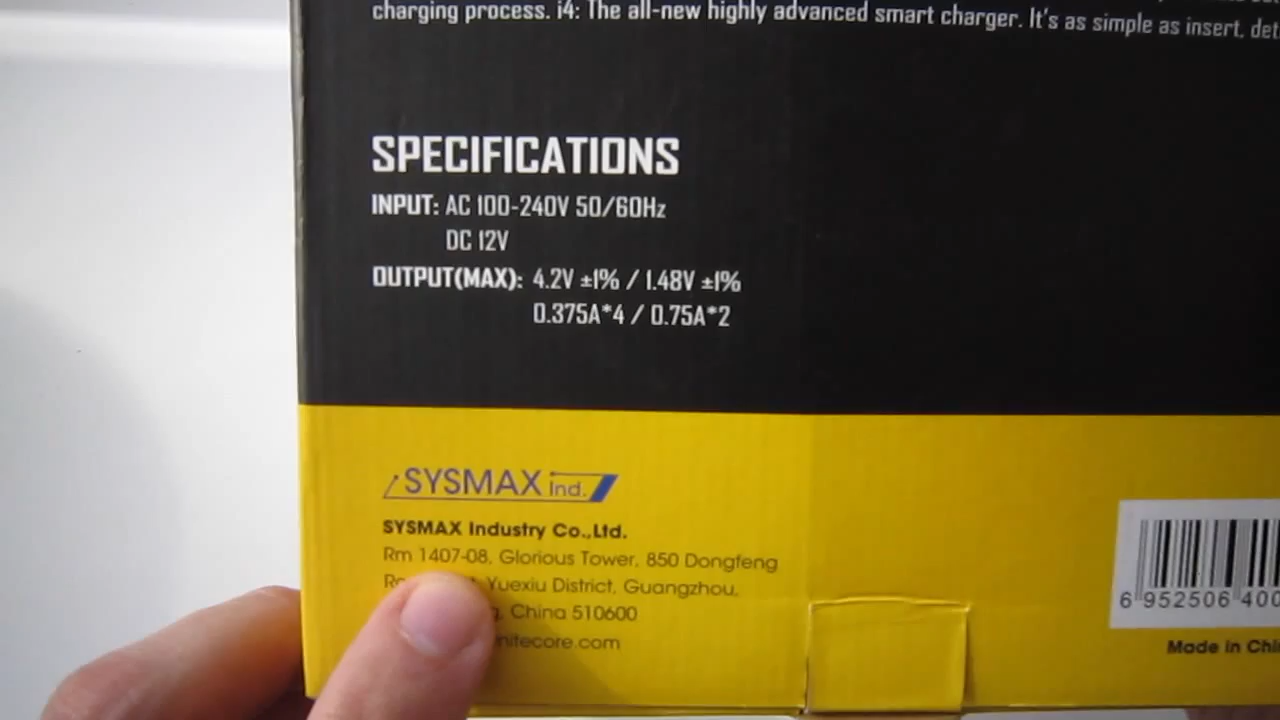 charging process. i4: The all-new highly advanced smart charger. It's as simple as insert, det
SPECIFICATIONS
INPUT: AC 100-240V 50/60Hz
DC 12V
OUTPUT(MAX): 4.2V ±1% / 1.48V ±1%
0.375A*4 / 0.75A*2
SYSMAX Ind.
SYSMAX Industry Co.,Ltd.
Rm 1407-08, Glorious Tower, 850 Dongfeng
Yuexiu District, Guangzhou,
China 510600
nitecore.com
6 952506 400
Made in Chi